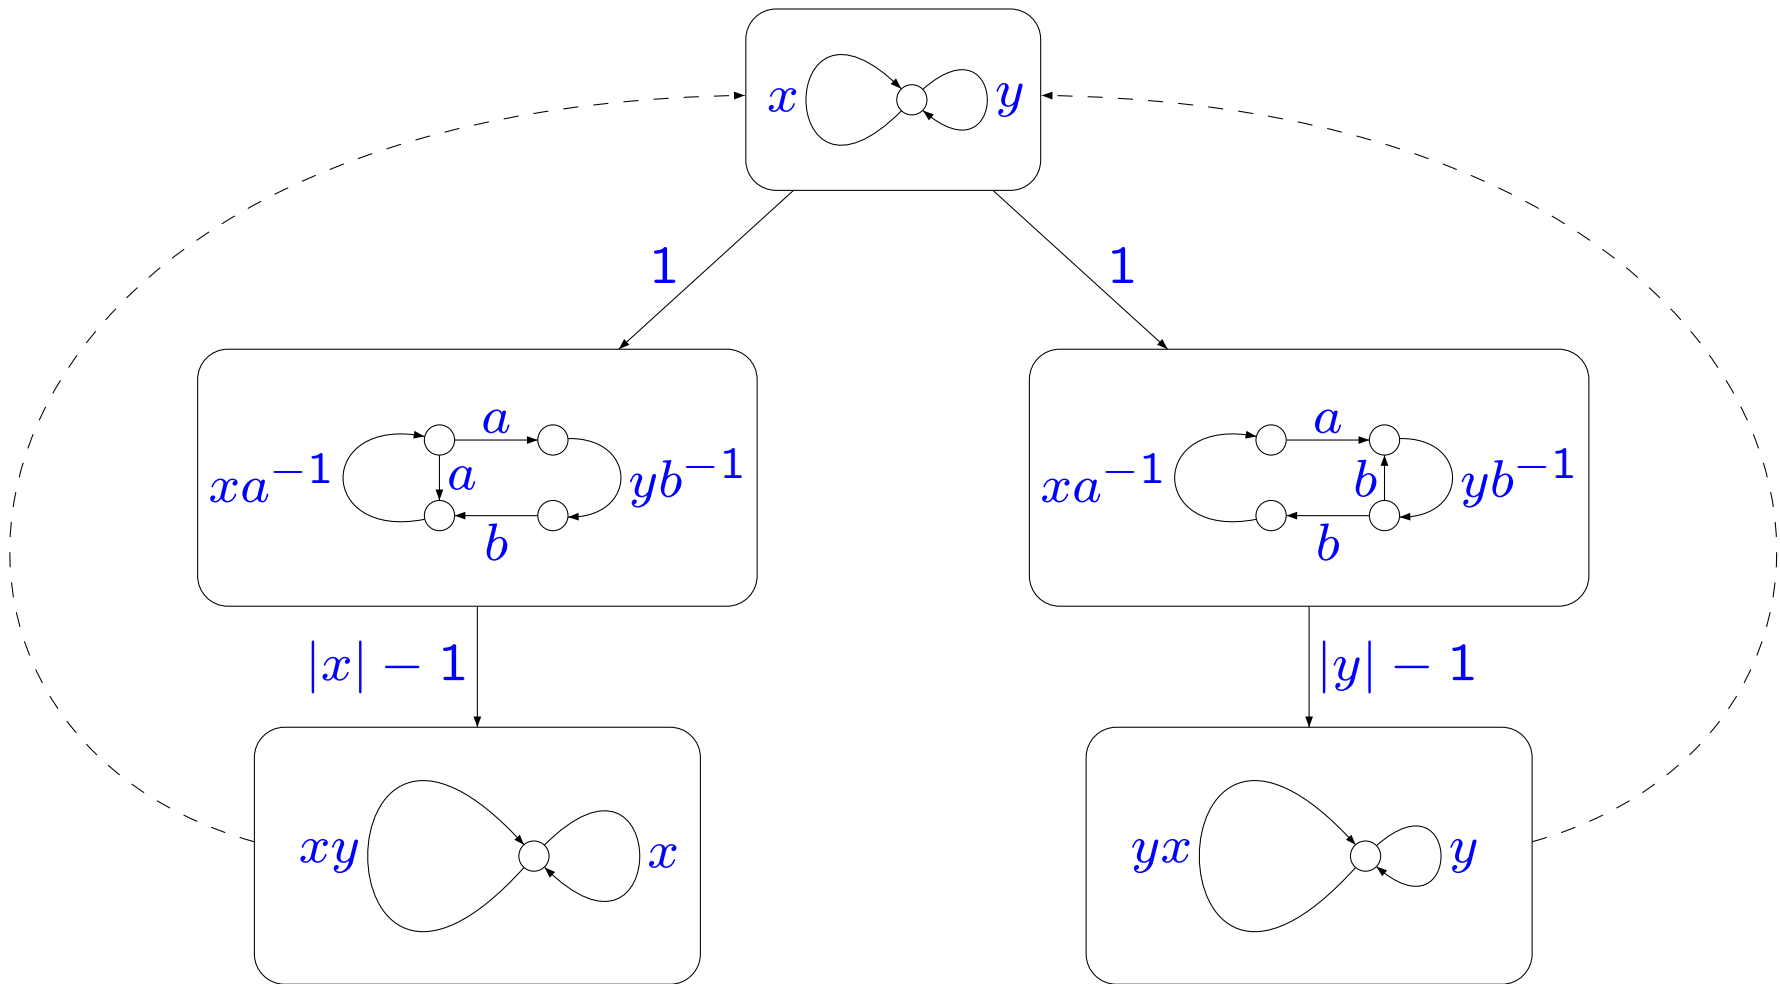 x y
1 1
a a
xa⁻¹ a yb⁻¹ xa⁻¹ b yb⁻¹
b b
|x| − 1 |y| − 1
xy x yx y